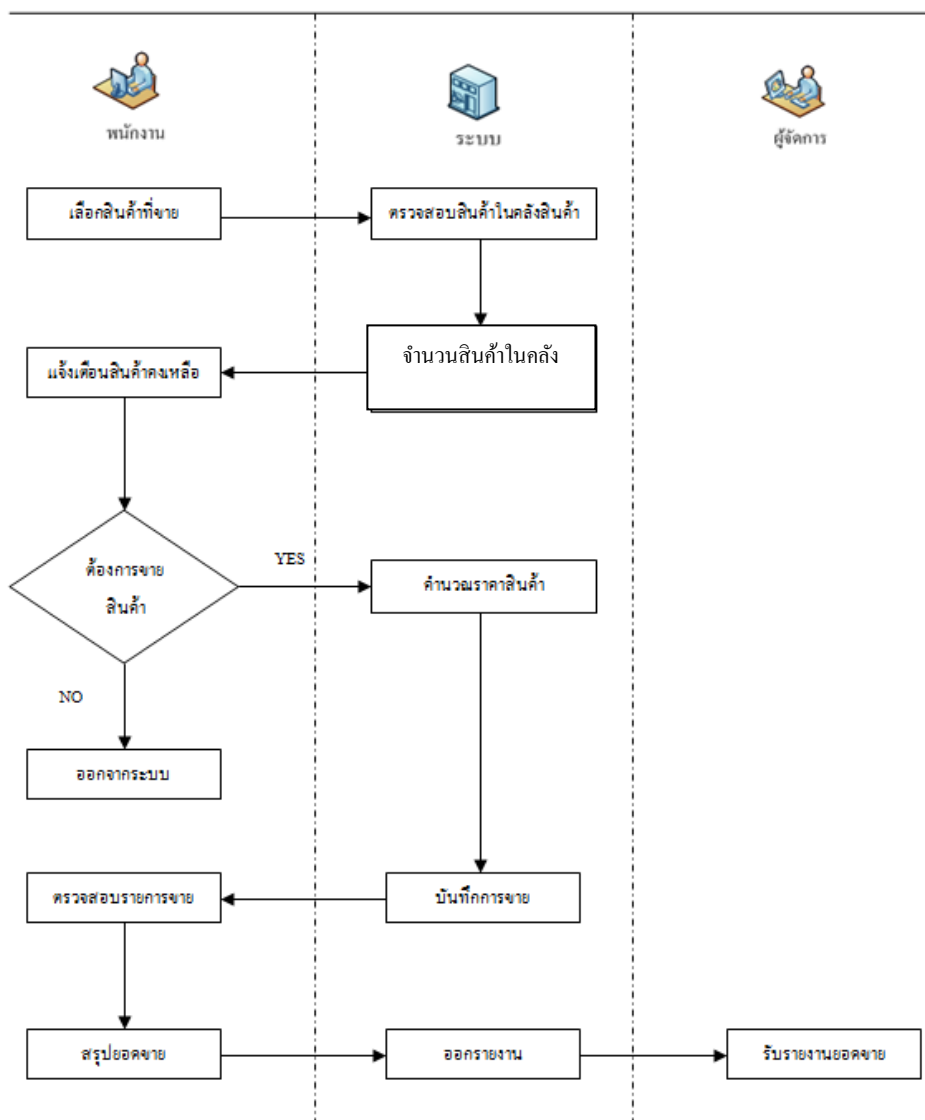 พนักงาน
ระบบ
ผู้จัดการ
เลือกสินค้าที่ขาย
ตรวจสอบสินค้าในคลังสินค้า
แจ้งเตือนสินค้าคงเหลือ
จำนวนสินค้าในคลัง
ต้องการขาย
สินค้า
YES
คำนวณราคาสินค้า
NO
ออกจากระบบ
ตรวจสอบรายการขาย
บันทึกการขาย
สรุปยอดขาย
ออกรายงาน
รับรายงานยอดขาย